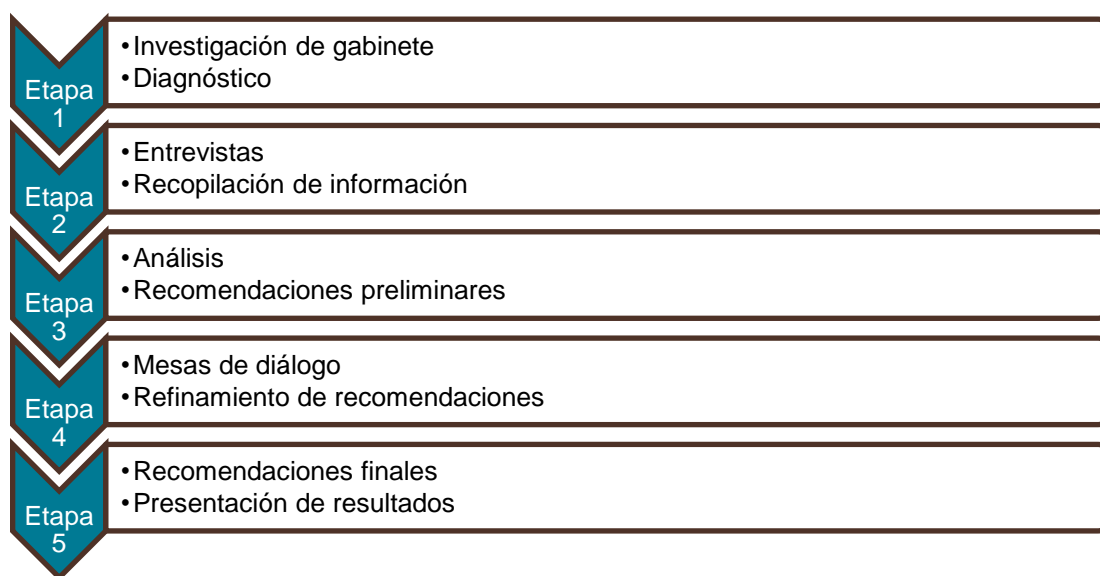 Etapa
1
•Investigación de gabinete
•Diagnóstico
Etapa
2
•Entrevistas
•Recopilación de información
Etapa
3
•Análisis
•Recomendaciones preliminares
Etapa
4
•Mesas de diálogo
•Refinamiento de recomendaciones
Etapa
5
•Recomendaciones finales
•Presentación de resultados